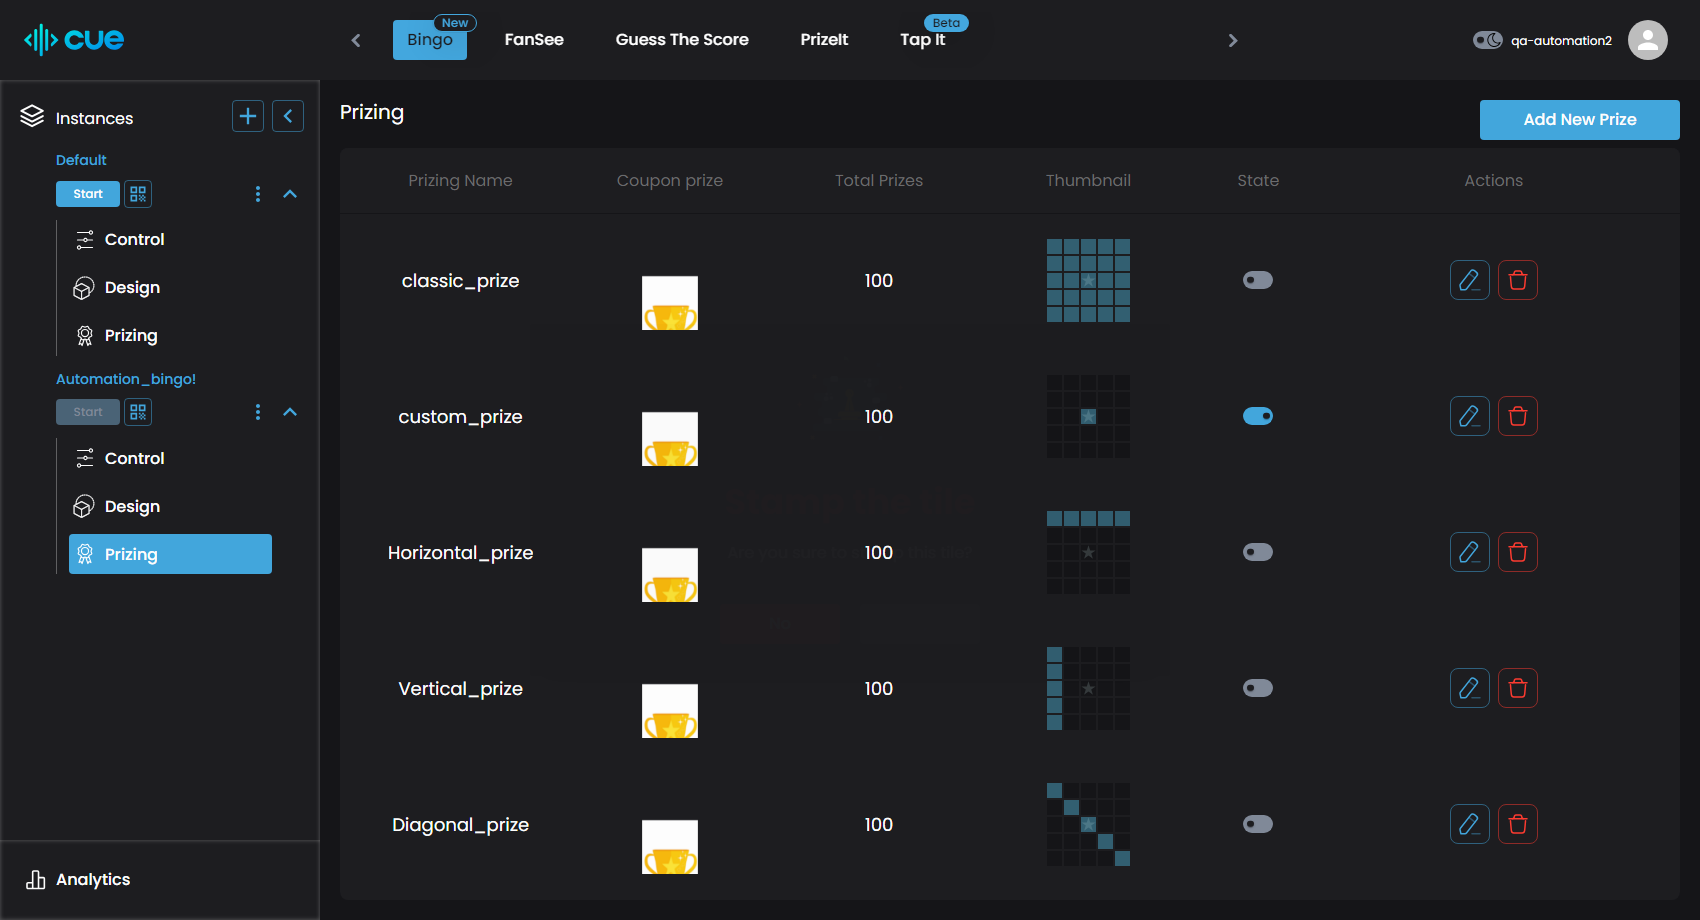 cue
Bingo
New
FanSee
Guess The Score
PrizeIt
Tap It
Beta
qa-automation2
Instances
Default
Start
Control
Design
Prizing
Automation_bingo!
Start
Control
Design
Prizing
Analytics
Prizing
Add New Prize
Prizing Name Coupon prize Total Prizes Thumbnail State Actions
classic_prize 100
custom_prize 100
Horizontal_prize 100
Vertical_prize 100
Diagonal_prize 100